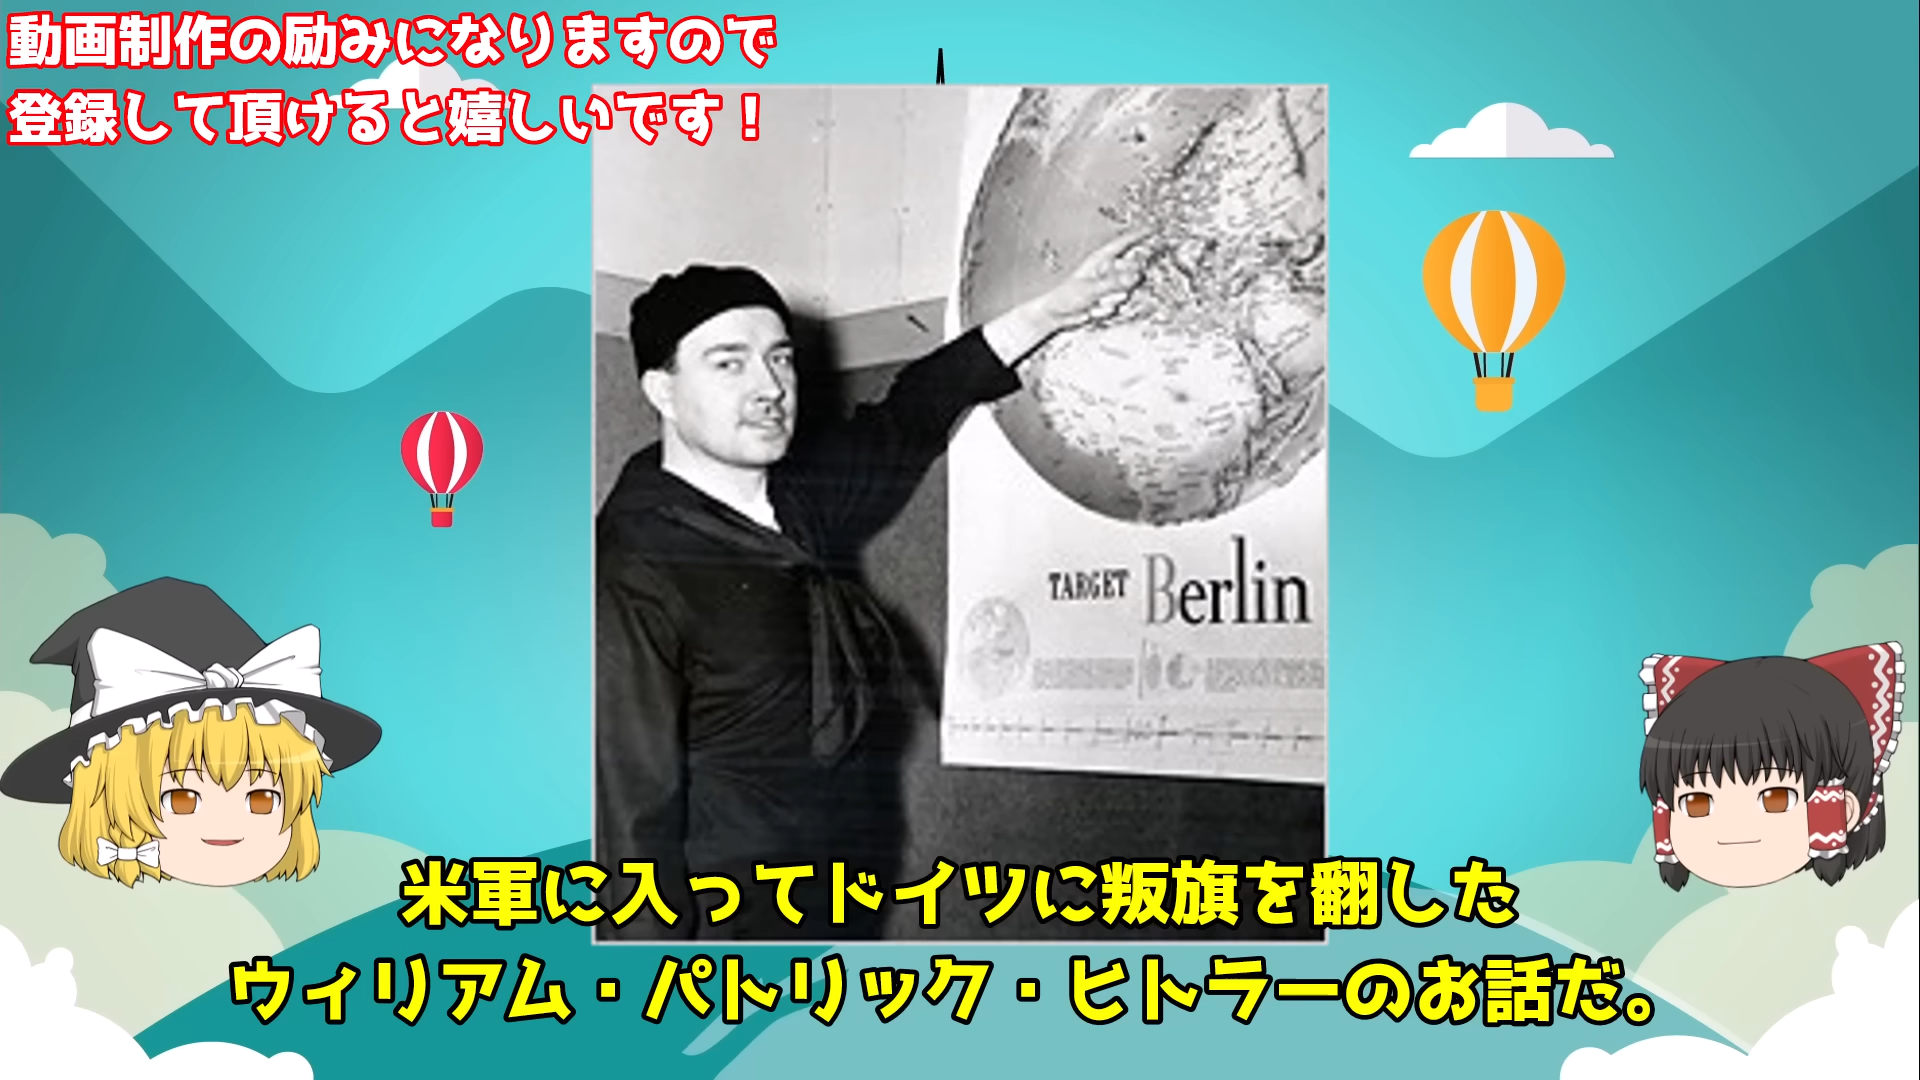 動画制作の励みになりますので
登録して頂けると嬉しいです!
TARGET Berlin
米軍に入ってドイツに叛旗を翻した
ウィリアム・パトリック・ヒトラーのお話だ。